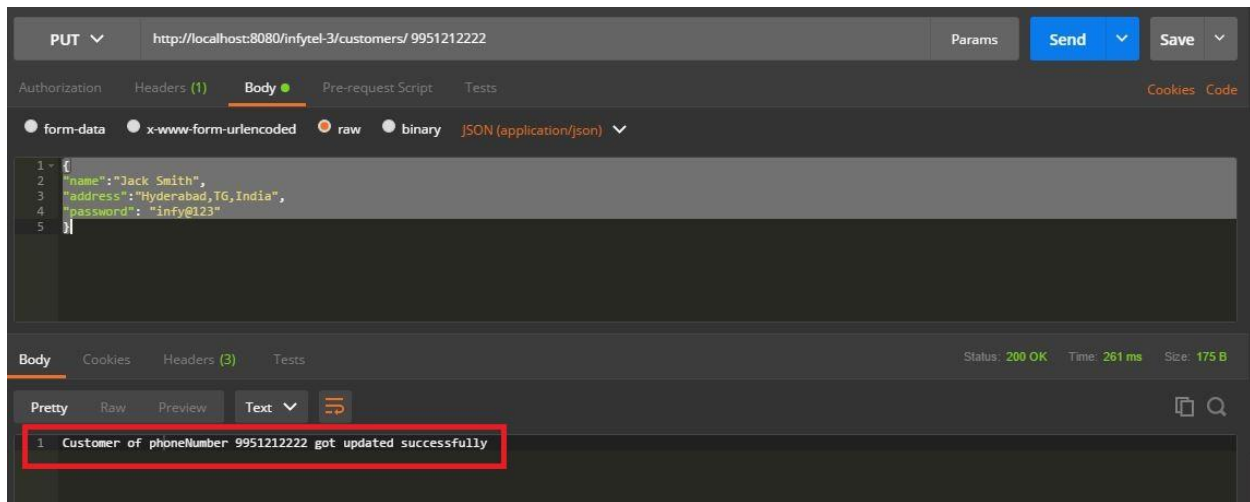 PUT http://localhost:8080/infytel-3/customers/ 9951212222 Params Send Save
Authorization Headers (1) Body Pre-request Script Tests Cookies Code
form-data x-www-form-urlencoded raw binary JSON (application/json)
1 {
2 "name":"Jack Smith",
3 "address":"Hyderabad,TG,India",
4 "password": "infy@123"
5 }
Body Cookies Headers (3) Tests Status: 200 OK Time: 261 ms Size: 175 B
Pretty Raw Preview Text
1 Customer of phoneNumber 9951212222 got updated successfully